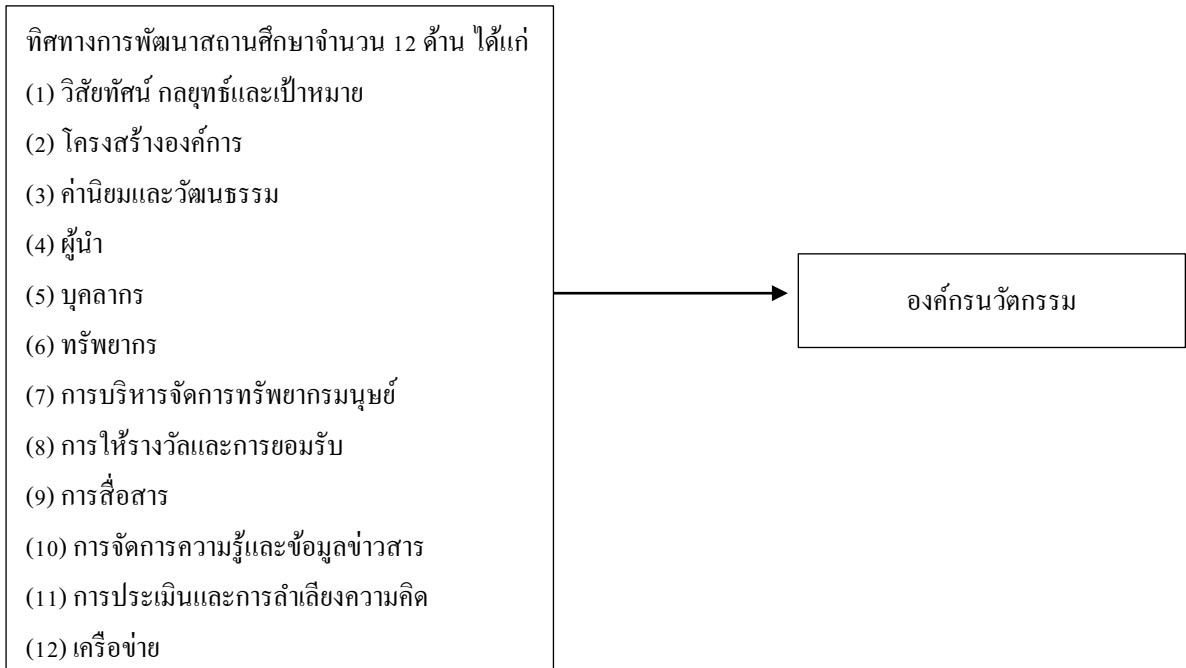 ทิศทางการพัฒนาสถานศึกษาจำนวน 12 ด้าน ได้แก่
(1) วิสัยทัศน์ กลยุทธ์และเป้าหมาย
(2) โครงสร้างองค์การ
(3) ค่านิยมและวัฒนธรรม
(4) ผู้นำ
(5) บุคลากร
(6) ทรัพยากร
(7) การบริหารจัดการทรัพยากรมนุษย์
(8) การให้รางวัลและการยอมรับ
(9) การสื่อสาร
(10) การจัดการความรู้และข้อมูลข่าวสาร
(11) การประเมินและการลำเลียงความคิด
(12) เครือข่าย
องค์กรนวัตกรรม